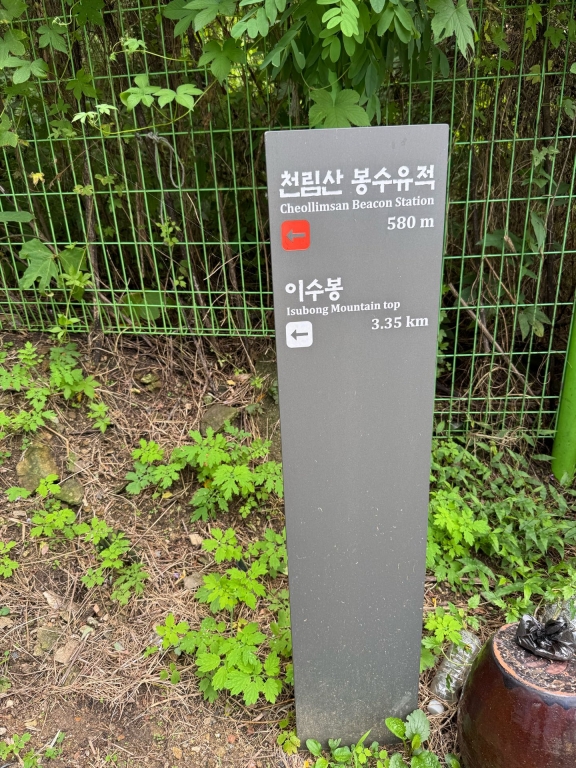 천림산 봉수유적
Cheollimsan Beacon Station
580 m
이수봉
Isubong Mountain top
3.35 km